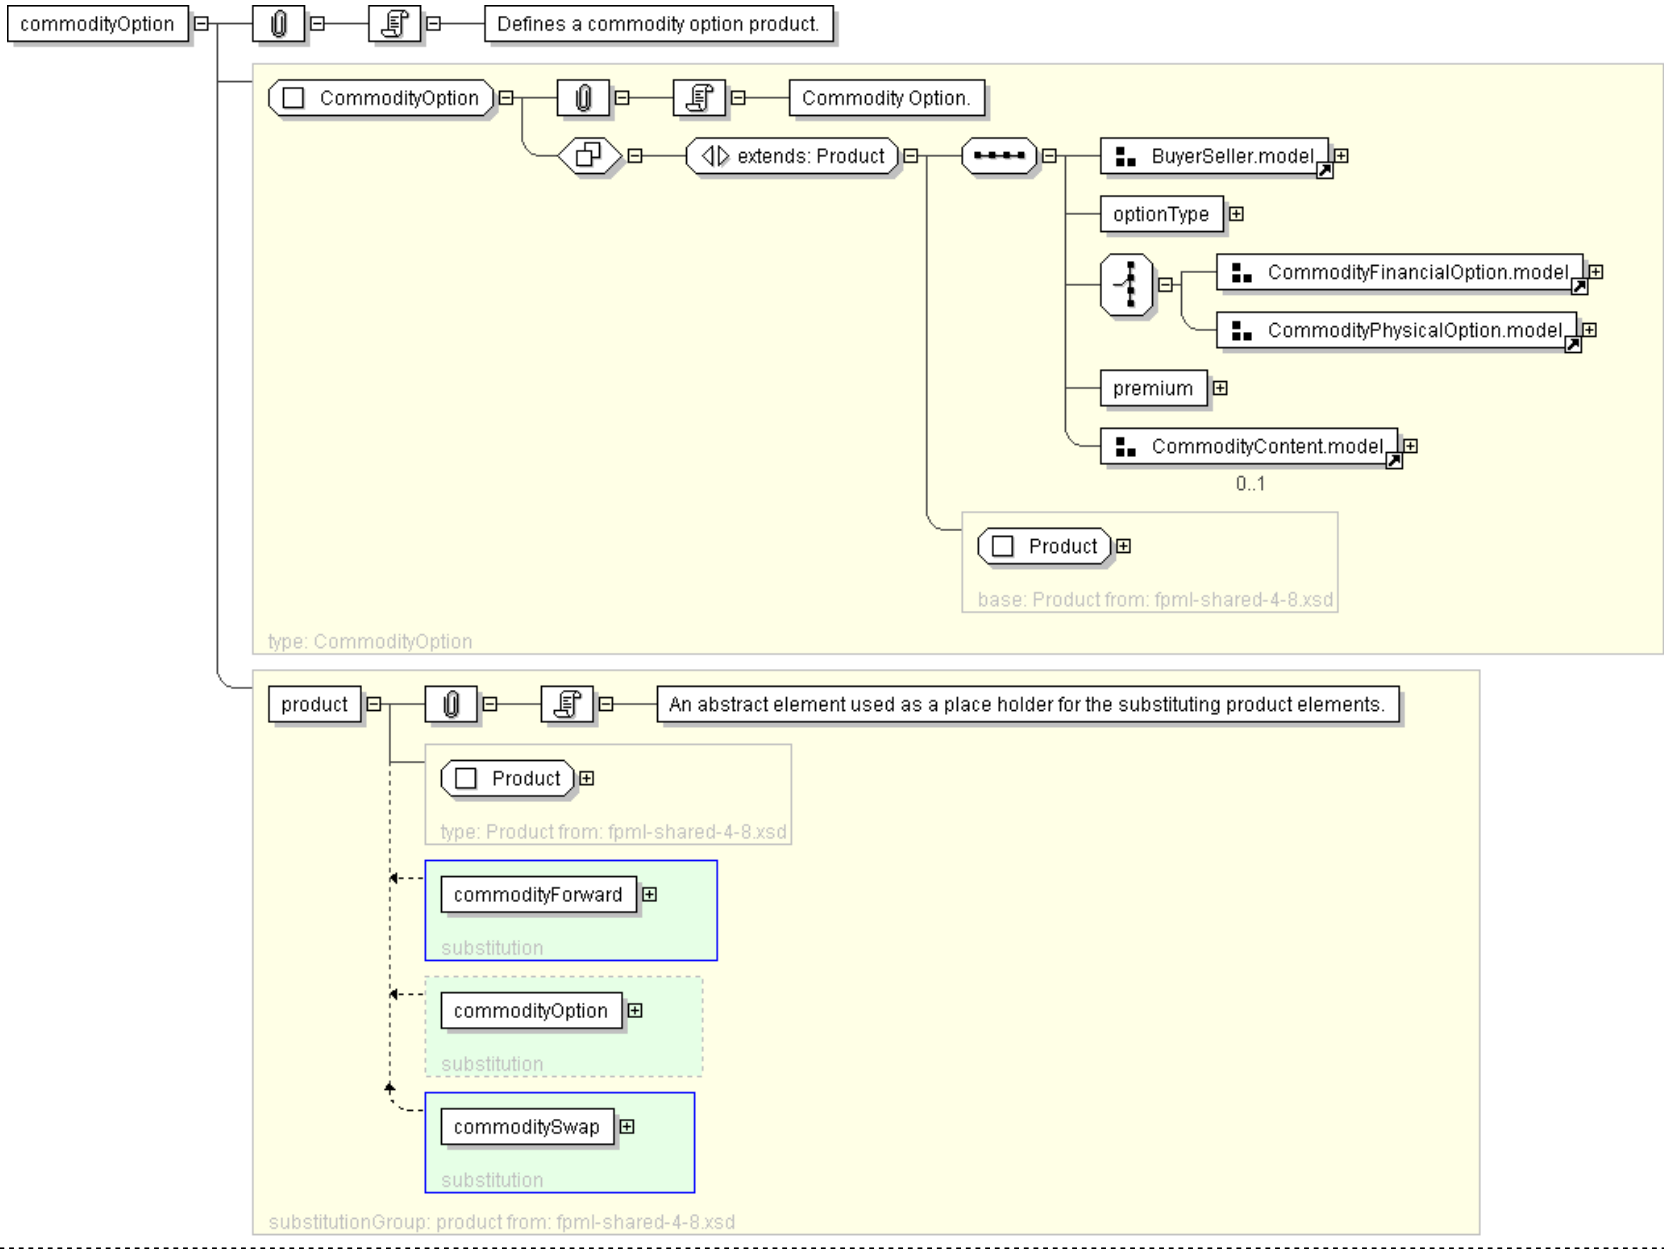 commodityOption
Defines a commodity option product.
CommodityOption
Commodity Option.
extends: Product
BuyerSeller.model
optionType
CommodityFinancialOption.model
CommodityPhysicalOption.model
premium
CommodityContent.model
0..1
Product
base: Product from: fpml-shared-4-8.xsd
type: CommodityOption
product
An abstract element used as a place holder for the substituting product elements.
Product
type: Product from: fpml-shared-4-8.xsd
commodityForward
substitution
commodityOption
substitution
commoditySwap
substitution
substitutionGroup: product from: fpml-shared-4-8.xsd